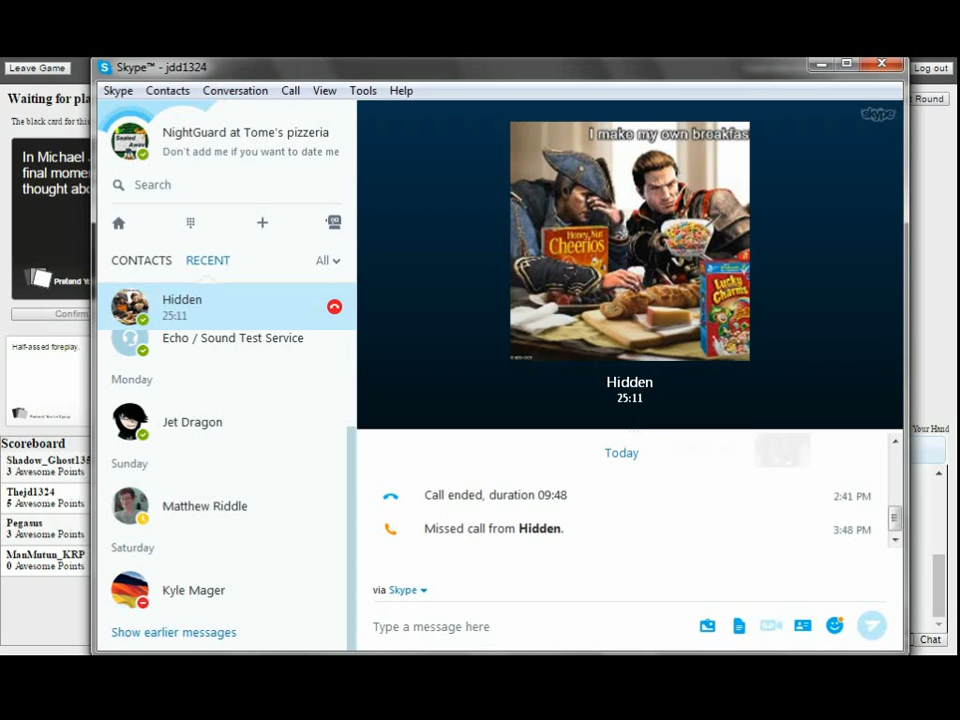 Leave Game
Skype™ - jdd1324
Log out
Skype Contacts Conversation Call View Tools Help
Waiting for pla
The black card for this
In Michael J
final momen
thought abo
Pretend Yo
Confirm
Half-assed foreplay.
Pretend You're Xyzzy
Scoreboard
Shadow_Ghost135
3 Awesome Points
Thejd1324
5 Awesome Points
Pegasus
3 Awesome Points
ManMutun_KRP
0 Awesome Points
NightGuard at Tome's pizzeria
Don't add me if you want to date me
Search
CONTACTS RECENT All
Hidden
25:11
Echo / Sound Test Service
Monday
Jet Dragon
Sunday
Matthew Riddle
Saturday
Kyle Mager
Show earlier messages
skype
I make my own breakfas
Honey Nut
Cheerios
Lucky
Charms
Hidden
25:11
Today
Call ended, duration 09:48 2:41 PM
Missed call from Hidden. 3:48 PM
via Skype
Type a message here
Round
Your Hand
Chat